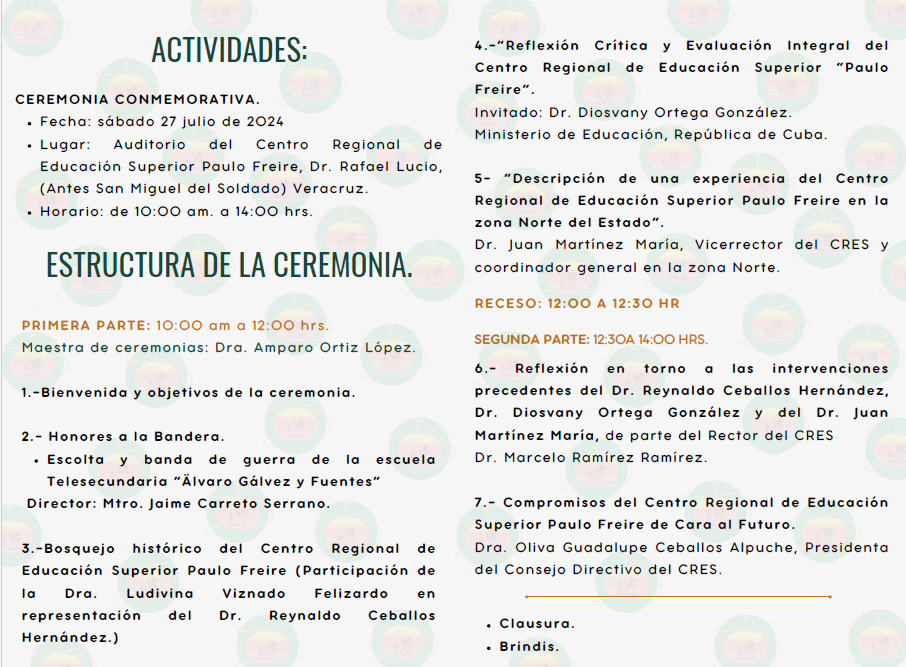 ACTIVIDADES:
CEREMONIA CONMEMORATIVA.
• Fecha: sábado 27 julio de 2024
• Lugar: Auditorio del Centro Regional de
Educación Superior Paulo Freire, Dr. Rafael Lucio,
(Antes San Miguel del Soldado) Veracruz.
• Horario: de 10:00 am. a 14:00 hrs.
ESTRUCTURA DE LA CEREMONIA.
PRIMERA PARTE: 10:00 am a 12:00 hrs.
Maestra de ceremonias: Dra. Amparo Ortiz López.
1.-Bienvenida y objetivos de la ceremonia.
2.- Honores a la Bandera.
• Escolta y banda de guerra de la escuela
Telesecundaria “Älvaro Gálvez y Fuentes”
Director: Mtro. Jaime Carreto Serrano.
3.-Bosquejo histórico del Centro Regional de
Educación Superior Paulo Freire (Participación de
la Dra. Ludivina Viznado Felizardo en
representación del Dr. Reynaldo Ceballos
Hernández.)
4.-“Reflexión Crítica y Evaluación Integral del
Centro Regional de Educación Superior “Paulo
Freire”.
Invitado: Dr. Diosvany Ortega González.
Ministerio de Educación, República de Cuba.
5- “Descripción de una experiencia del Centro
Regional de Educación Superior Paulo Freire en la
zona Norte del Estado”.
Dr. Juan Martínez María, Vicerrector del CRES y
coordinador general en la zona Norte.
RECESO: 12:00 A 12:30 HR
SEGUNDA PARTE: 12:30A 14:00 HRS.
6.- Reflexión en torno a las intervenciones
precedentes del Dr. Reynaldo Ceballos Hernández,
Dr. Diosvany Ortega González y del Dr. Juan
Martínez María, de parte del Rector del CRES
Dr. Marcelo Ramírez Ramírez.
7.- Compromisos del Centro Regional de Educación
Superior Paulo Freire de Cara al Futuro.
Dra. Oliva Guadalupe Ceballos Alpuche, Presidenta
del Consejo Directivo del CRES.
• Clausura.
• Brindis.